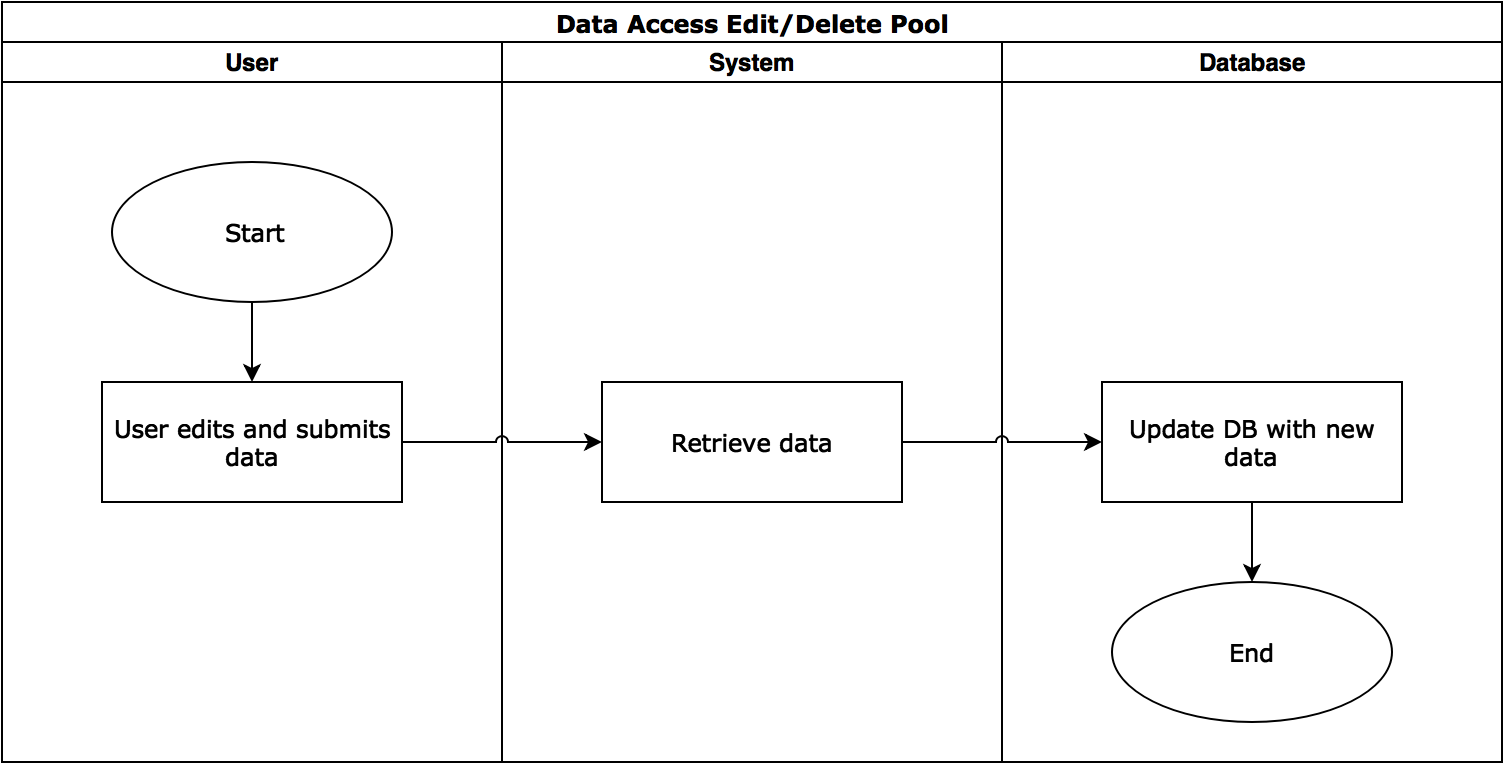 Data Access Edit/Delete Pool
User
System
Database
Start
User edits and submits
data
Retrieve data
Update DB with new
data
End